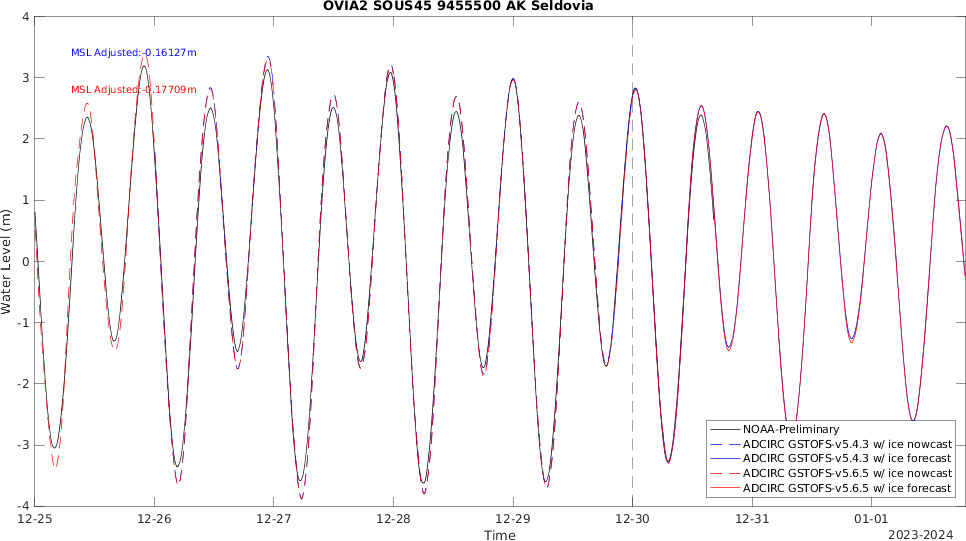 OVIA2 SOUS45 9455500 AK Seldovia
MSL Adjusted:-0.16127m
MSL Adjusted:-0.17709m
Water Level (m)
4
3
2
1
0
-1
-2
-3
-4
NOAA-Preliminary
ADCIRC GSTOFS-v5.4.3 w/ ice nowcast
ADCIRC GSTOFS-v5.4.3 w/ ice forecast
ADCIRC GSTOFS-v5.6.5 w/ ice nowcast
ADCIRC GSTOFS-v5.6.5 w/ ice forecast
12-25 12-26 12-27 12-28 12-29 12-30 12-31 01-01
Time
2023-2024